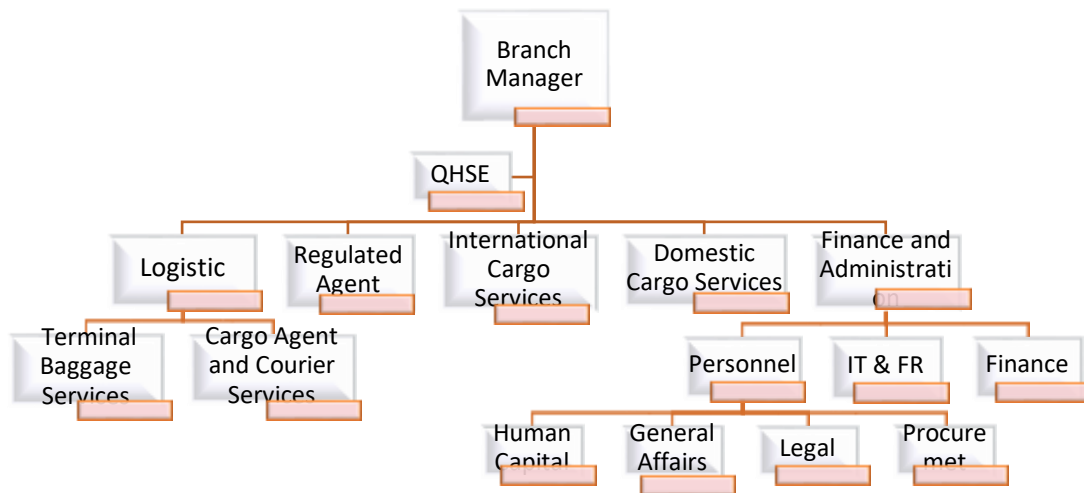 Branch
Manager
QHSE
Logistic
Regulated
Agent
International
Cargo
Services
Domestic
Cargo Services
Finance and
Administrati
on
Terminal
Baggage
Services
Cargo Agent
and Courier
Services
Personnel
IT & FR
Finance
Human
Capital
General
Affairs
Legal
Procure
met